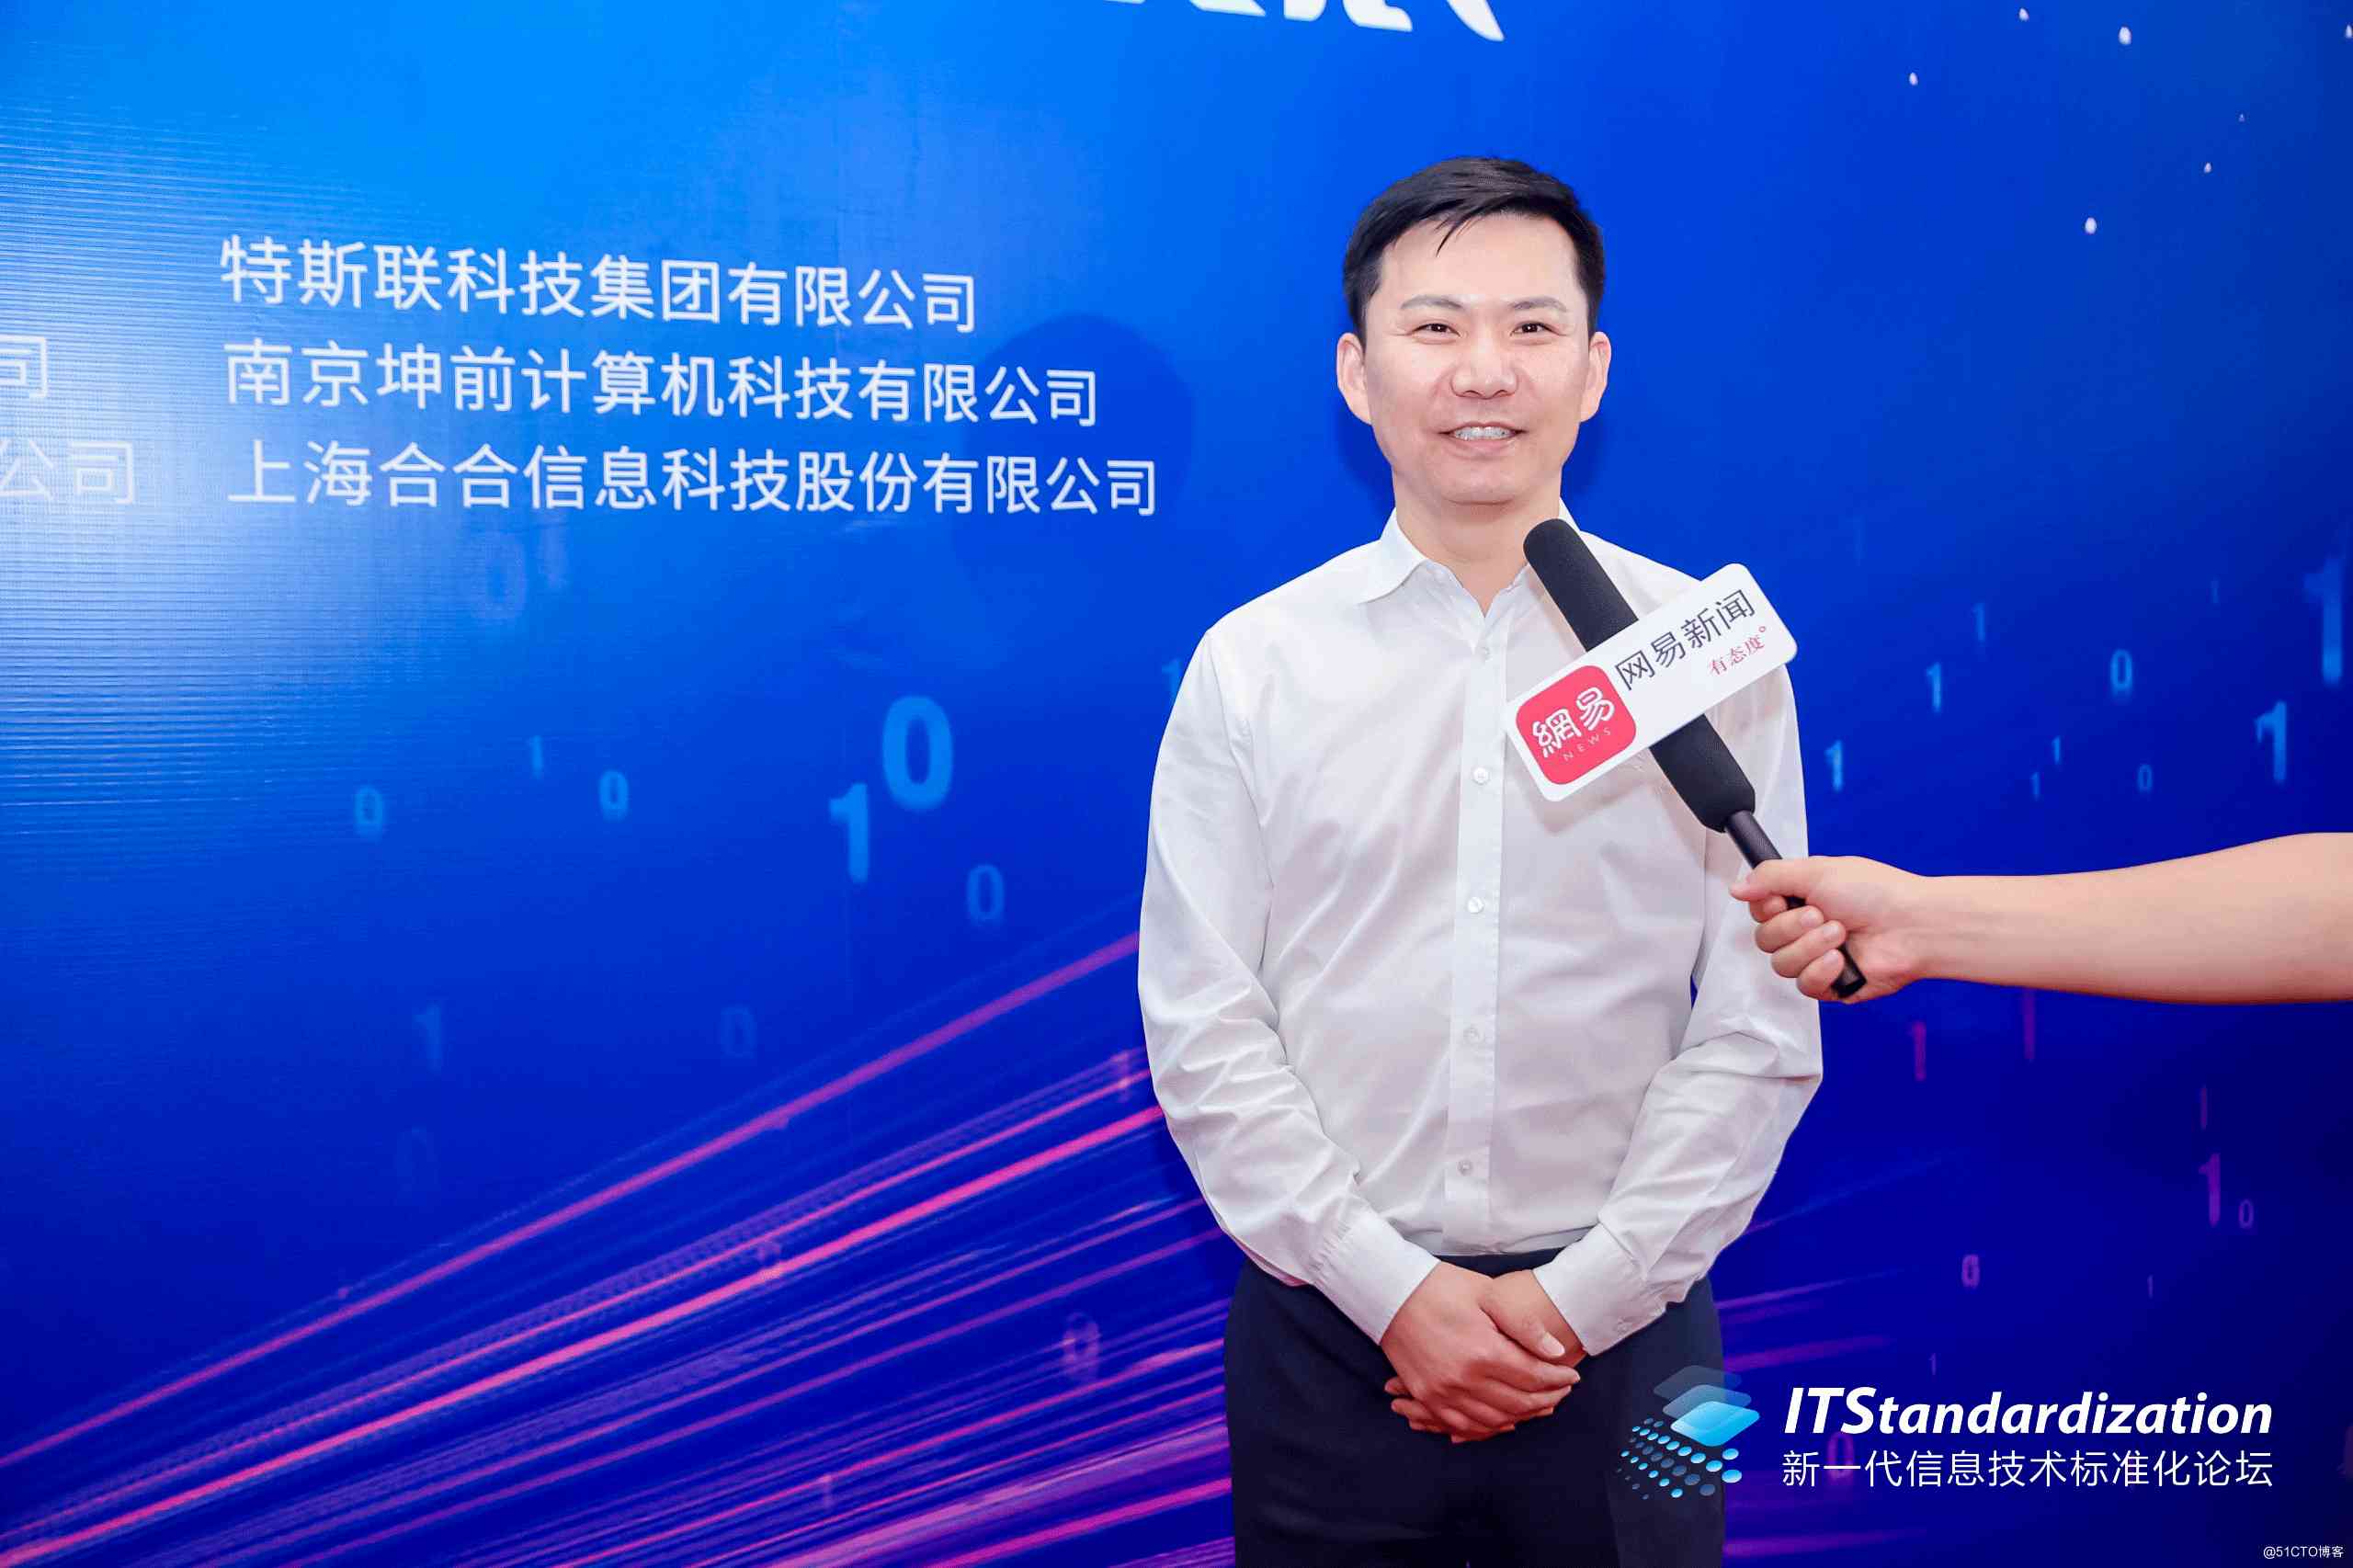 特斯联科技集团有限公司
司
南京坤前计算机科技有限公司
公司
上海合合信息科技股份有限公司
網易
NEWS
网易新闻
有态度°
ITStandardization
新一代信息技术标准化论坛
@51CTO博客